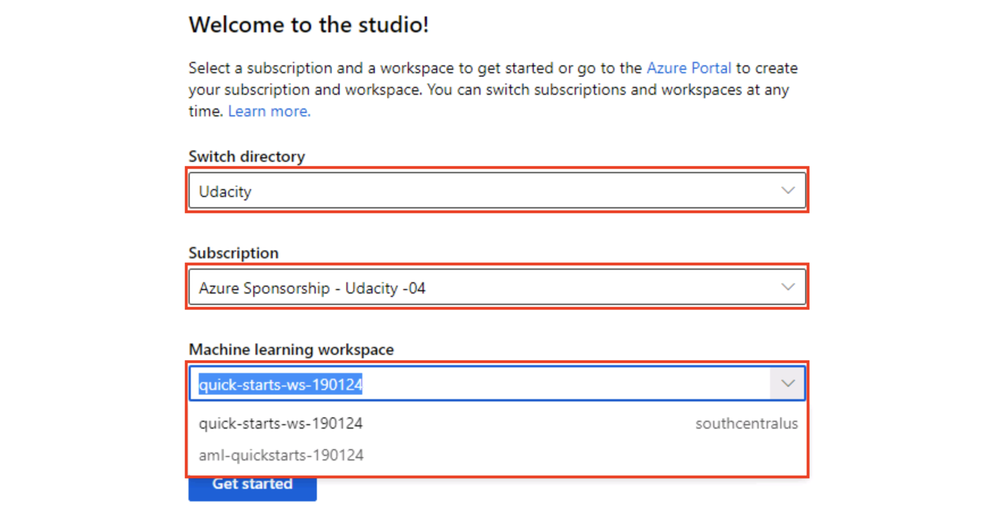 Welcome to the studio!
Select a subscription and a workspace to get started or go to the Azure Portal to create
your subscription and workspace. You can switch subscriptions and workspaces at any
time. Learn more.
Switch directory
Udacity
Subscription
Azure Sponsorship - Udacity -04
Machine learning workspace
quick-starts-ws-190124
quick-starts-ws-190124 southcentralus
aml-quickstarts-190124
Get started